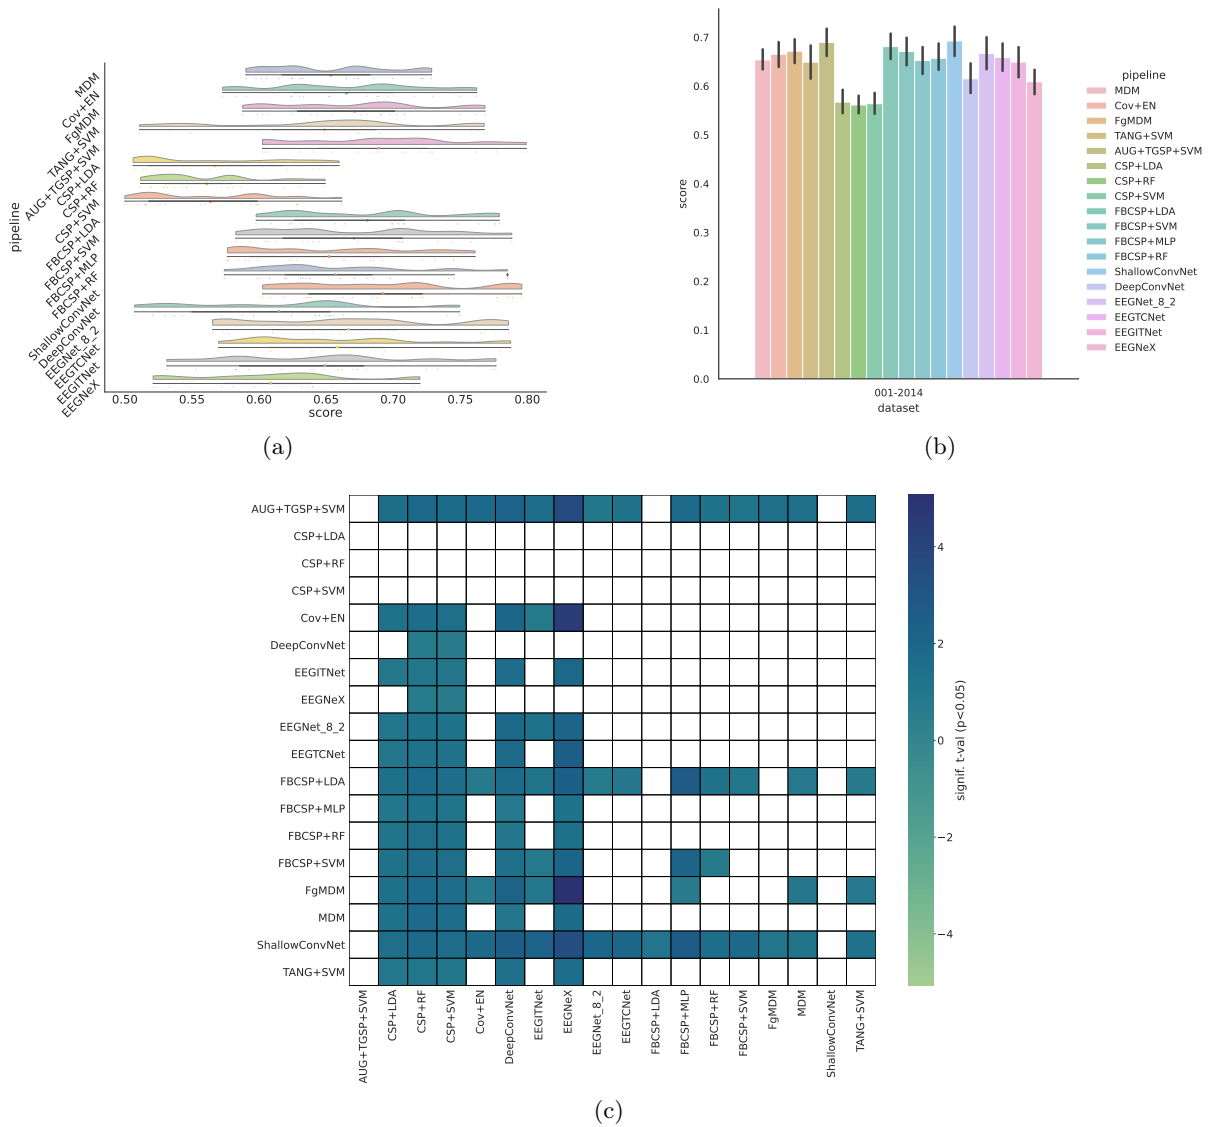 pipeline
MDM
Cov+EN
FgMDM
TANG+SVM
AUG+TGSP+SVM
CSP+LDA
CSP+RF
CSP+SVM
FBCSP+LDA
FBCSP+SVM
FBCSP+MLP
FBCSP+RF
ShallowConvNet
DeepConvNet
EEGNet_8_2
EEGTCNet
EEGITNet
EEGNeX
0.50 0.55 0.60 0.65 0.70 0.75 0.80
score
(a)
score
0.7
0.6
0.5
0.4
0.3
0.2
0.1
0.0
001-2014
dataset
pipeline
MDM
Cov+EN
FgMDM
TANG+SVM
AUG+TGSP+SVM
CSP+LDA
CSP+RF
CSP+SVM
FBCSP+LDA
FBCSP+SVM
FBCSP+MLP
FBCSP+RF
ShallowConvNet
DeepConvNet
EEGNet_8_2
EEGTCNet
EEGITNet
EEGNeX
(b)
AUG+TGSP+SVM
CSP+LDA
CSP+RF
CSP+SVM
Cov+EN
DeepConvNet
EEGITNet
EEGNeX
EEGNet_8_2
EEGTCNet
FBCSP+LDA
FBCSP+MLP
FBCSP+RF
FBCSP+SVM
FgMDM
MDM
ShallowConvNet
TANG+SVM
AUG+TGSP+SVM
CSP+LDA
CSP+RF
CSP+SVM
Cov+EN
DeepConvNet
EEGITNet
EEGNeX
EEGNet_8_2
EEGTCNet
FBCSP+LDA
FBCSP+MLP
FBCSP+RF
FBCSP+SVM
FgMDM
MDM
ShallowConvNet
TANG+SVM
4
2
0
−2
−4
signif. t-val (p<0.05)
(c)